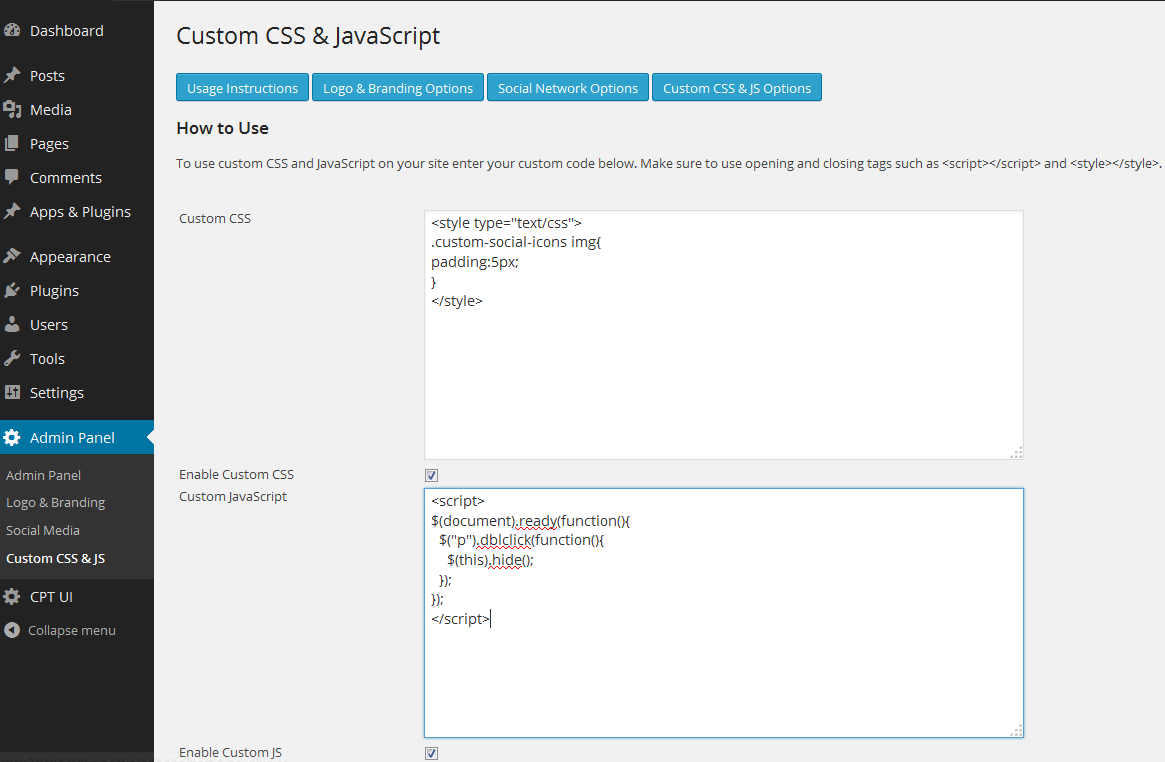 Dashboard
Posts
Media
Pages
Comments
Apps & Plugins
Appearance
Plugins
Users
Tools
Settings
Admin Panel
Admin Panel
Logo & Branding
Social Media
Custom CSS & JS
CPT UI
Collapse menu
Custom CSS & JavaScript
Usage Instructions
Logo & Branding Options
Social Network Options
Custom CSS & JS Options
How to Use
To use custom CSS and JavaScript on your site enter your custom code below. Make sure to use opening and closing tags such as <script></script> and <style></style>.
Custom CSS
<style type="text/css">
.custom-social-icons img{
padding:5px;
}
</style>
Enable Custom CSS
Custom JavaScript
<script>
$(document).ready(function(){
  $("p").dblclick(function(){
    $(this).hide();
  });
});
</script>
Enable Custom JS